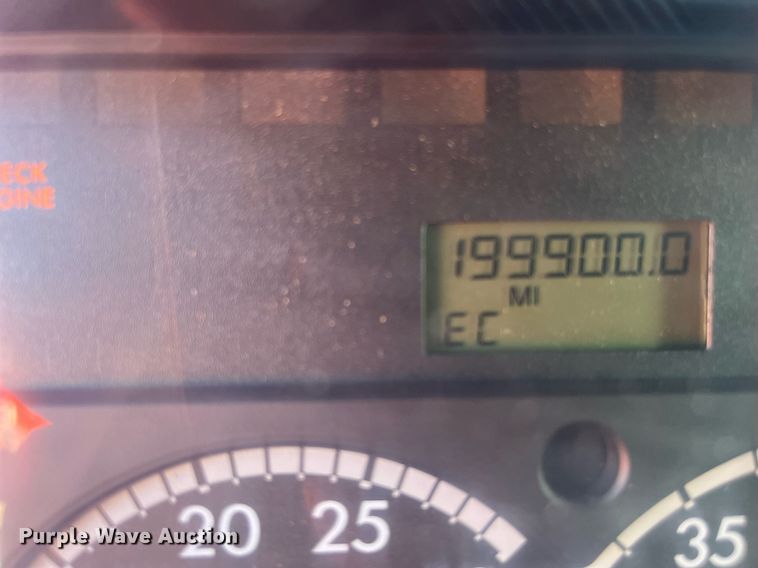 ECK
GINE
199900.0
MI
EC
20
25
35
Purple Wave Auction